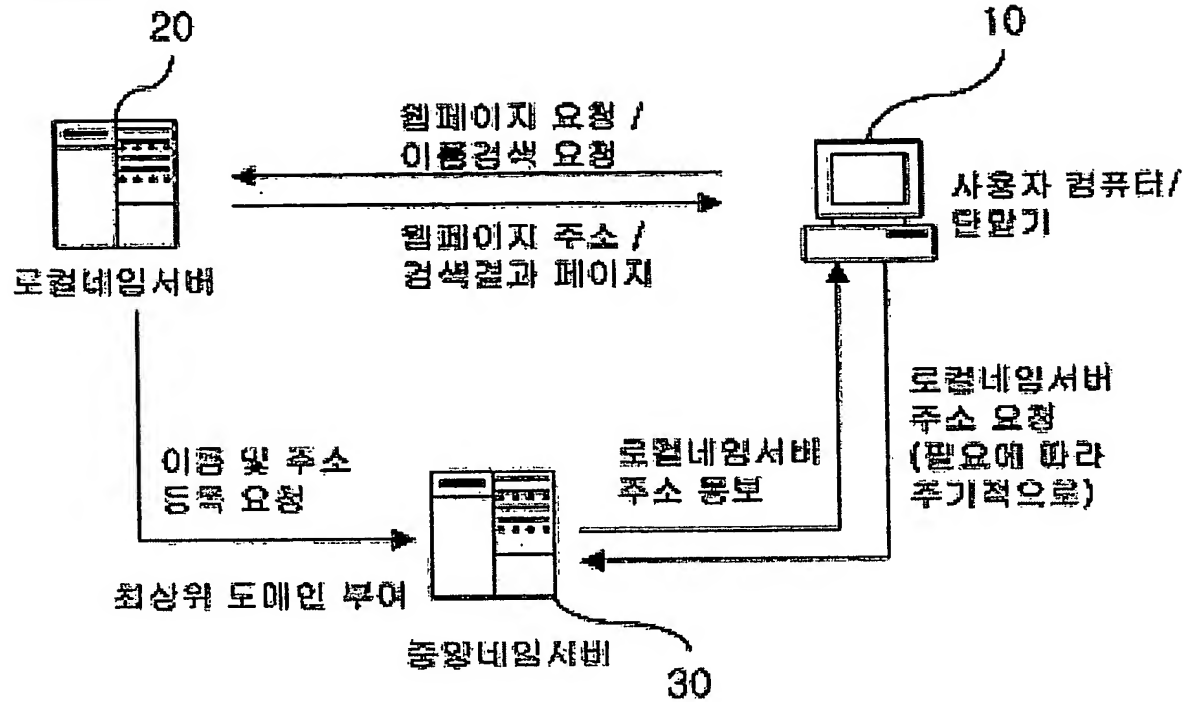 20
10
웹페이지 요청 /
이름검색 요청
사용자 컴퓨터/
단말기
웹페이지 주소 /
검색결과 페이지
로컬네임서버
로컬네임서버
주소 요청
(필요에 따라
주기적으로)
이름 및 주소
등록 요청
로컬네임서버
주소 통보
최상위 도메인 부여
중앙네임서버
30